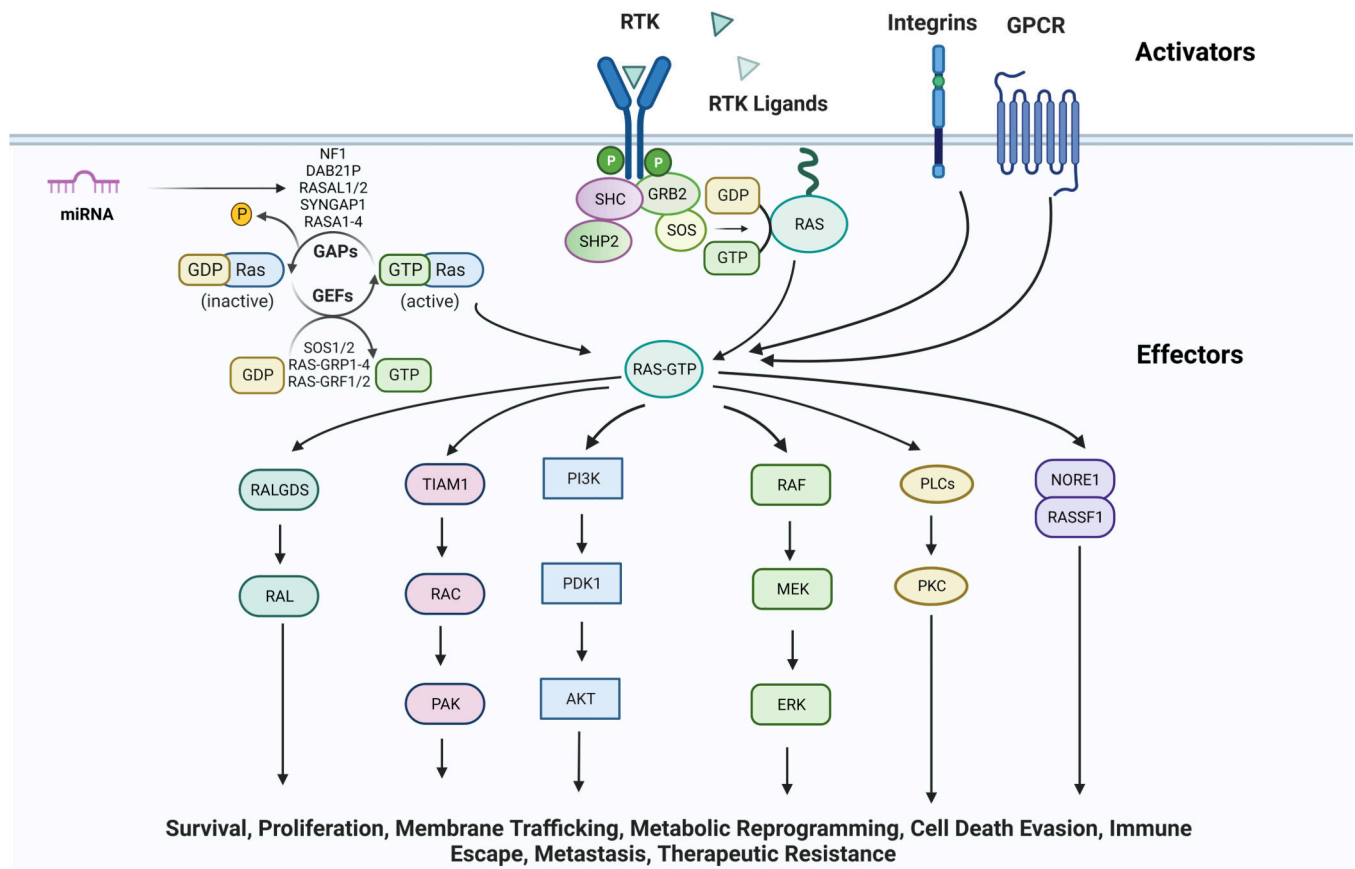 RTK
Integrins
GPCR
Activators
RTK Ligands
NF1
DAB21P
RASAL1/2
SYNGAP1
RASA1-4
miRNA
P
P
P
SHC
GRB2
GDP
SHP2
SOS
RAS
GTP
GAPs
GDP
Ras
GTP
Ras
(inactive)
GEFs
(active)
SOS1/2
RAS-GRP1-4
RAS-GRF1/2
GDP
GTP
RAS-GTP
Effectors
RALGDS
TIAM1
PI3K
RAF
PLCs
NORE1
RASSF1
RAL
RAC
PDK1
MEK
PKC
PAK
AKT
ERK
Survival, Proliferation, Membrane Trafficking, Metabolic Reprogramming, Cell Death Evasion, Immune
Escape, Metastasis, Therapeutic Resistance